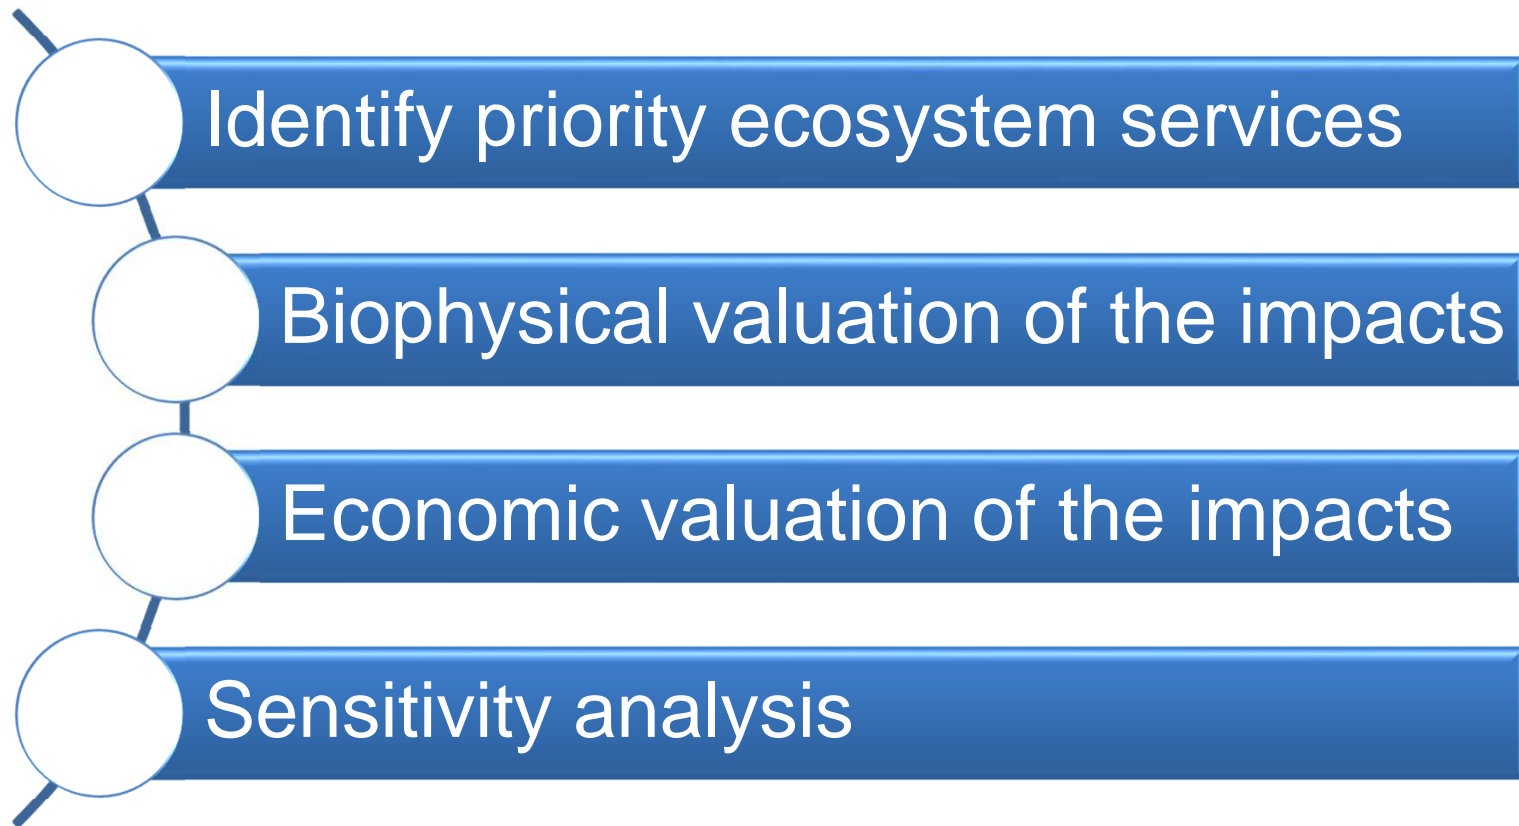 Identify priority ecosystem services
Biophysical valuation of the impacts
Economic valuation of the impacts
Sensitivity analysis